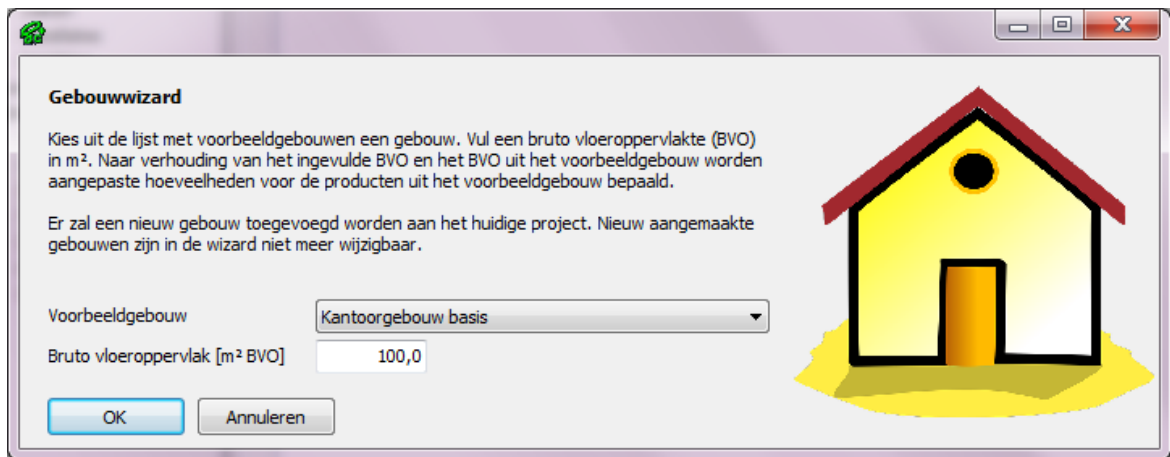 Gebouwwizard
Kies uit de lijst met voorbeeldgebouwen een gebouw. Vul een bruto vloeroppervlakte (BVO)
in m². Naar verhouding van het ingevulde BVO en het BVO uit het voorbeeldgebouw worden
aangepaste hoeveelheden voor de producten uit het voorbeeldgebouw bepaald.
Er zal een nieuw gebouw toegevoegd worden aan het huidige project. Nieuw aangemaakte
gebouwen zijn in de wizard niet meer wijzigbaar.
Voorbeeldgebouw Kantoorgebouw basis
Bruto vloeroppervlak [m² BVO] 100,0
OK Annuleren